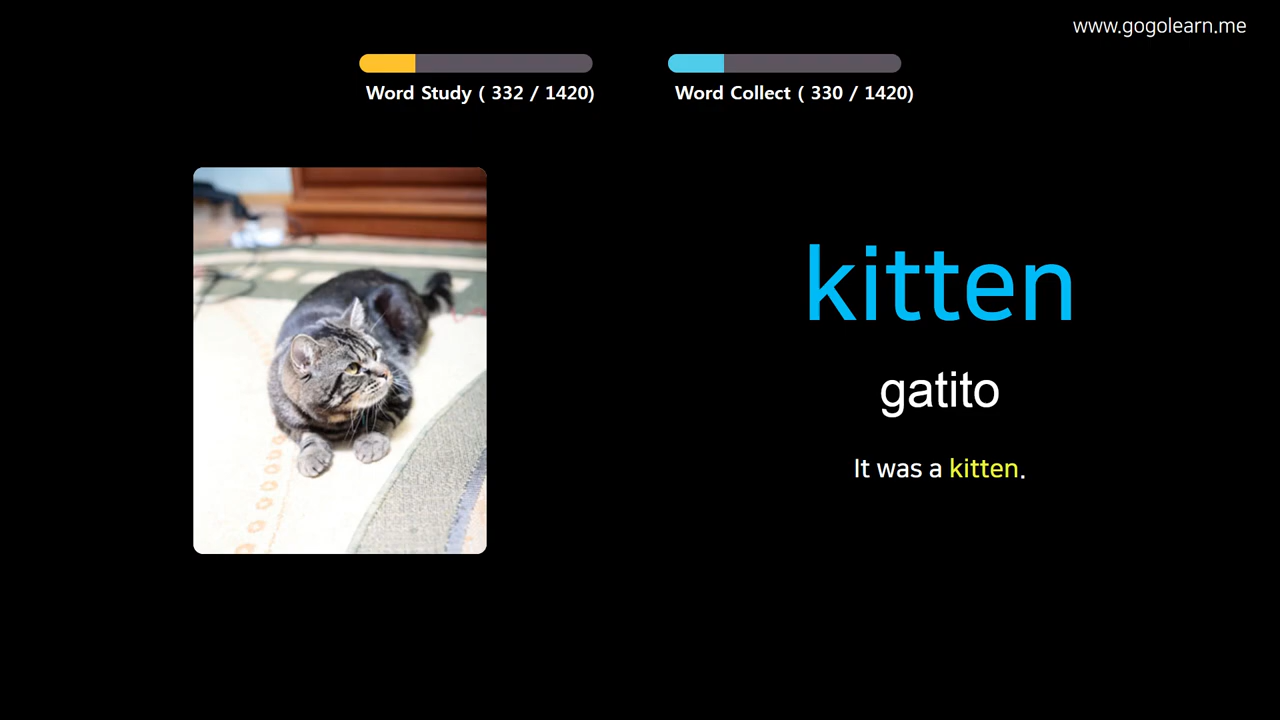 www.gogolearn.me
Word Study ( 332 / 1420)
Word Collect ( 330 / 1420)
kitten
gatito
It was a kitten.